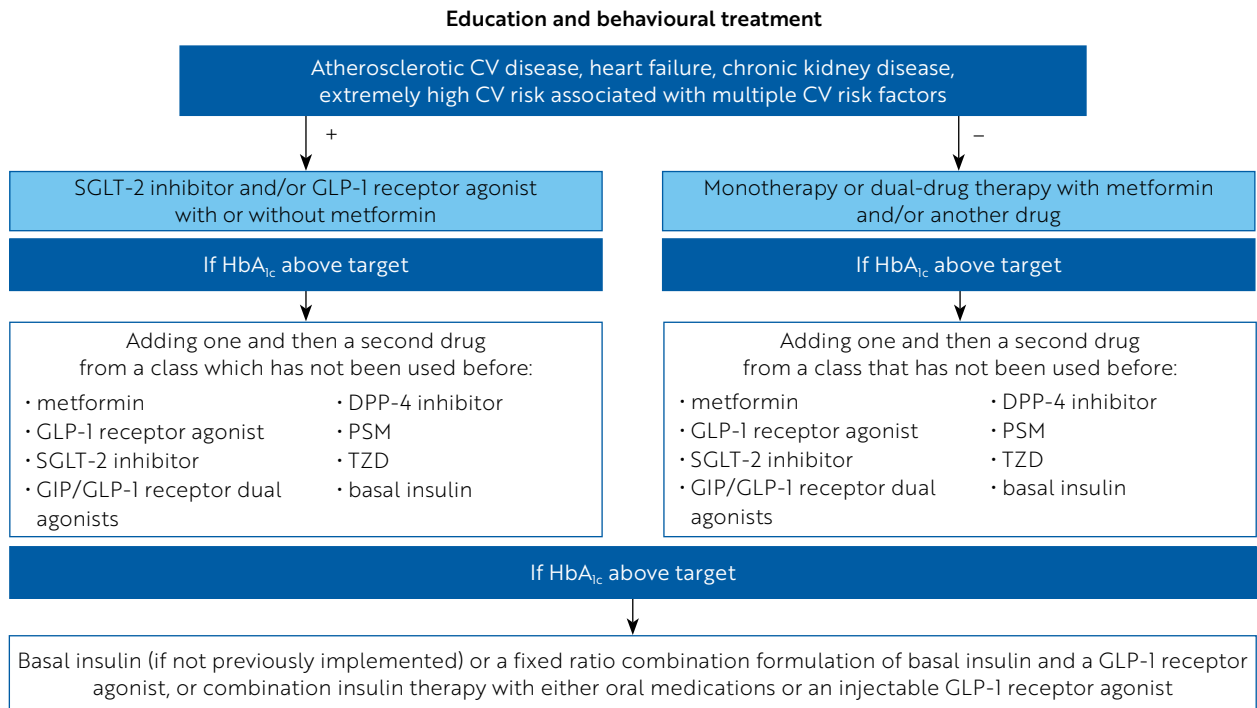 Education and behavioural treatment
Atherosclerotic CV disease, heart failure, chronic kidney disease,
extremely high CV risk associated with multiple CV risk factors
+
–
SGLT-2 inhibitor and/or GLP-1 receptor agonist
with or without metformin
Monotherapy or dual-drug therapy with metformin
and/or another drug
If HbA1c above target
If HbA1c above target
Adding one and then a second drug
from a class which has not been used before:
· metformin
· GLP-1 receptor agonist
· SGLT-2 inhibitor
· GIP/GLP-1 receptor dual
agonists
· DPP-4 inhibitor
· PSM
· TZD
· basal insulin
Adding one and then a second drug
from a class that has not been used before:
· metformin
· GLP-1 receptor agonist
· SGLT-2 inhibitor
· GIP/GLP-1 receptor dual
agonists
· DPP-4 inhibitor
· PSM
· TZD
· basal insulin
If HbA1c above target
Basal insulin (if not previously implemented) or a fixed ratio combination formulation of basal insulin and a GLP-1 receptor
agonist, or combination insulin therapy with either oral medications or an injectable GLP-1 receptor agonist